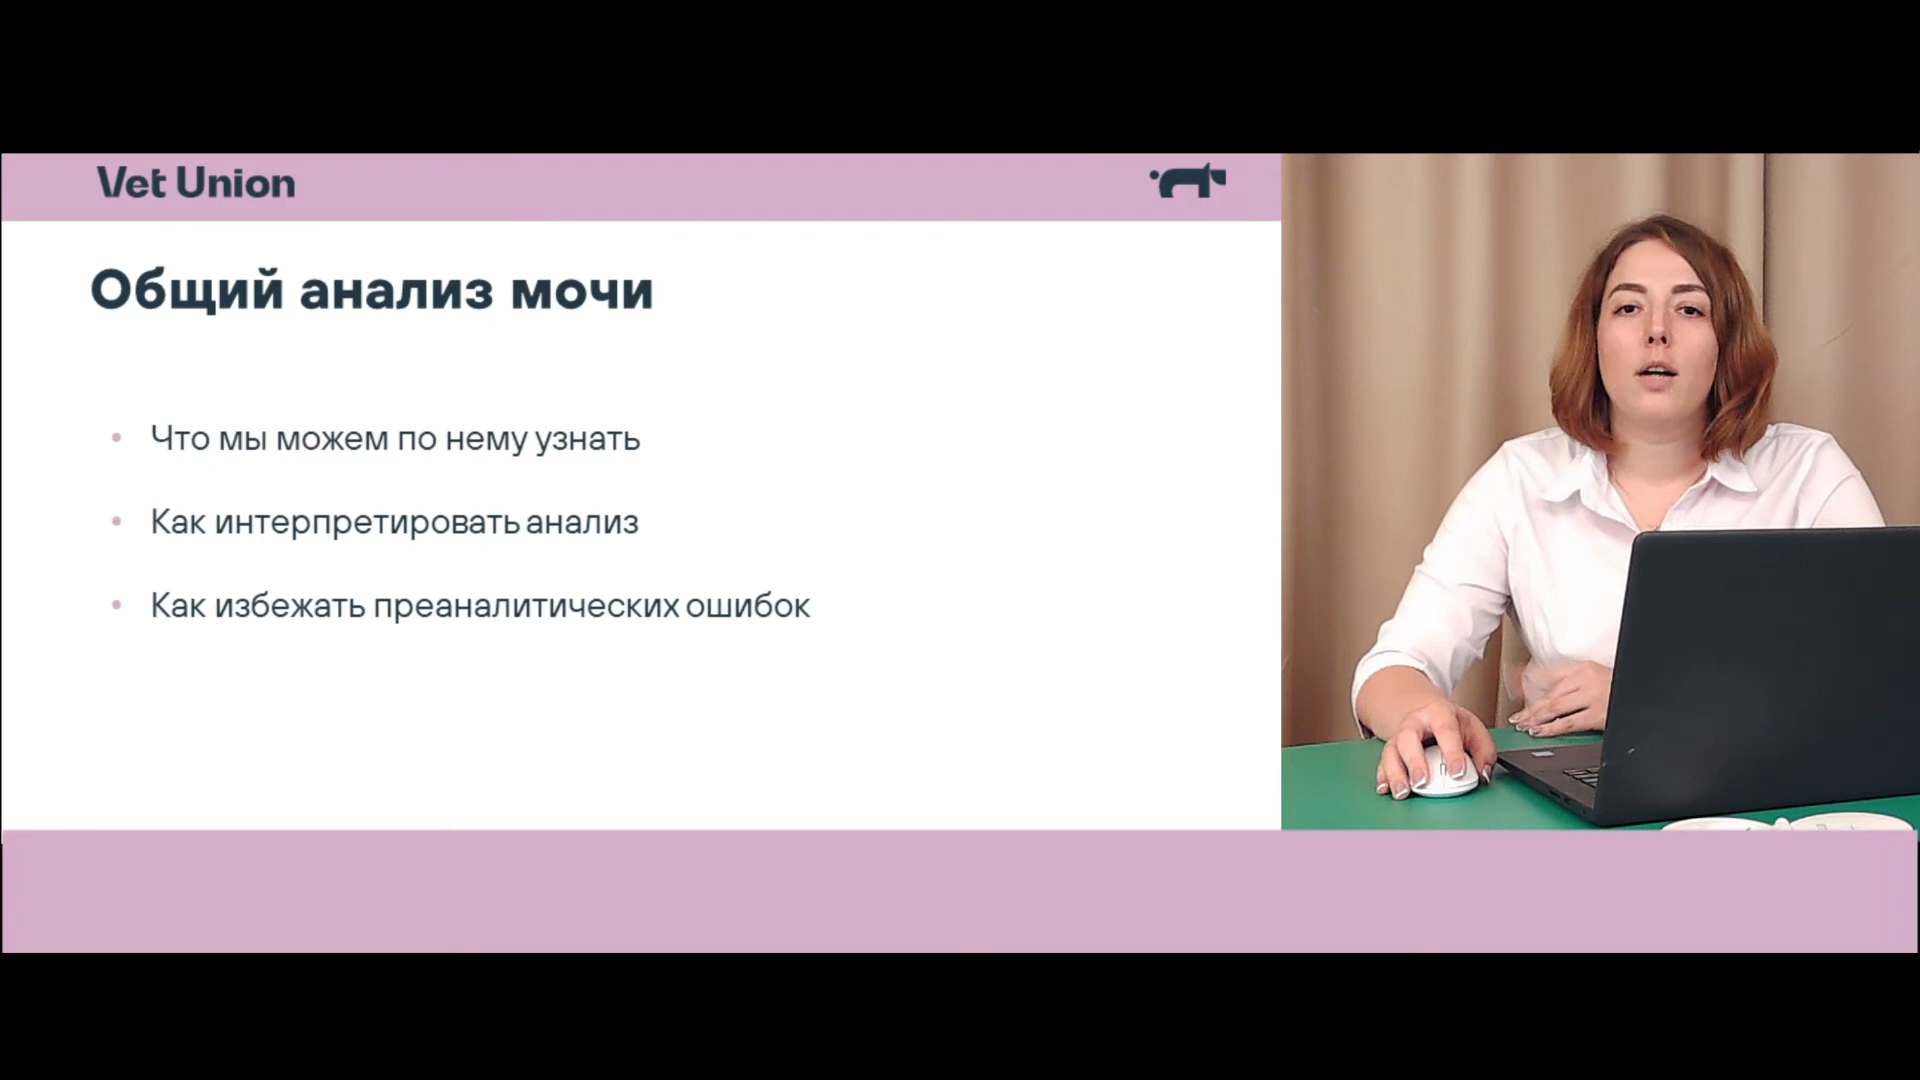 Vet Union
Общий анализ мочи
• Что мы можем по нему узнать
• Как интерпретировать анализ
• Как избежать преаналитических ошибок